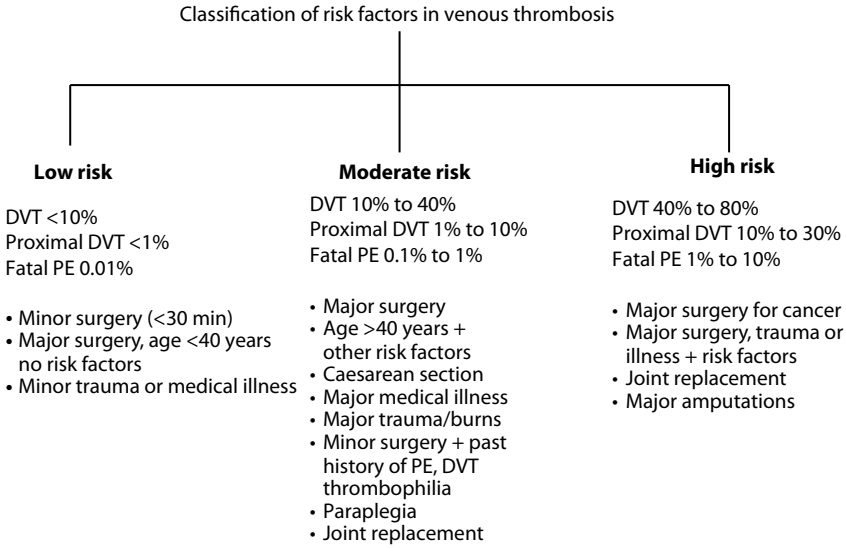 Classification of risk factors in venous thrombosis
Low risk
DVT <10%
Proximal DVT <1%
Fatal PE 0.01%
• Minor surgery (<30 min)
• Major surgery, age <40 years
no risk factors
• Minor trauma or medical illness
Moderate risk
DVT 10% to 40%
Proximal DVT 1% to 10%
Fatal PE 0.1% to 1%
• Major surgery
• Age >40 years +
other risk factors
• Caesarean section
• Major medical illness
• Major trauma/burns
• Minor surgery + past
history of PE, DVT
thrombophilia
• Paraplegia
• Joint replacement
High risk
DVT 40% to 80%
Proximal DVT 10% to 30%
Fatal PE 1% to 10%
• Major surgery for cancer
• Major surgery, trauma or
illness + risk factors
• Joint replacement
• Major amputations